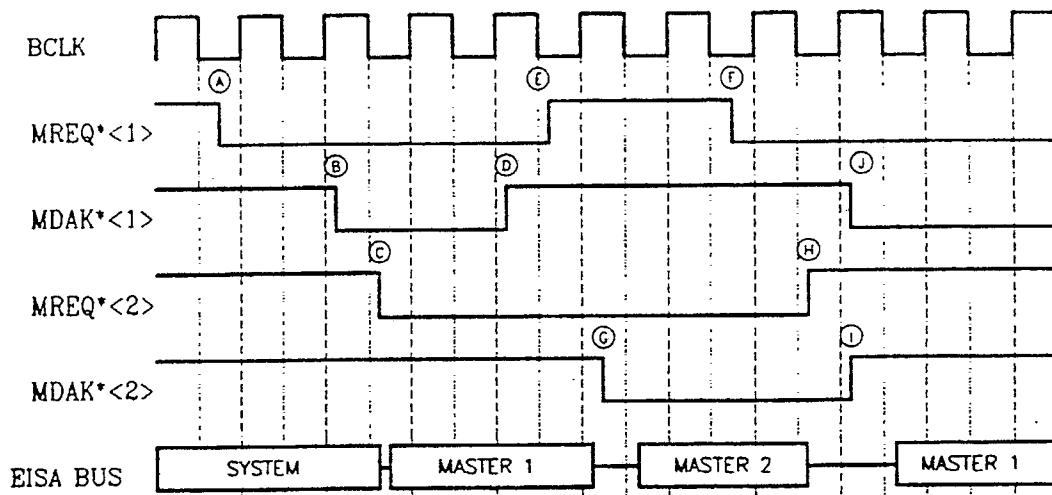 BCLK
A
E
F
MREQ*<1>
B
D
J
MDAK*<1>
C
H
MREQ*<2>
G
I
MDAK*<2>
EISA BUS
SYSTEM
MASTER 1
MASTER 2
MASTER 1